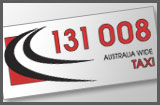 131 008
AUSTRALIA WIDE
TAXI